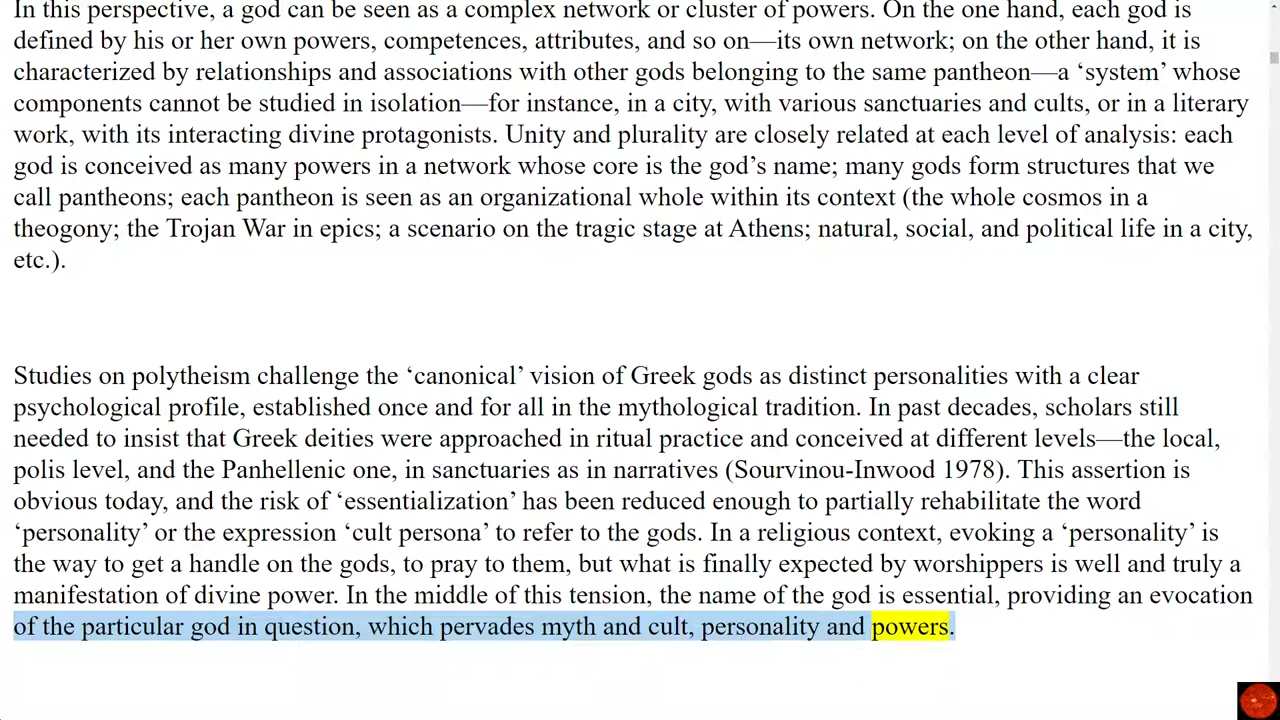 In this perspective, a god can be seen as a complex network or cluster of powers. On the one hand, each god is
defined by his or her own powers, competences, attributes, and so on—its own network; on the other hand, it is
characterized by relationships and associations with other gods belonging to the same pantheon—a ‘system’ whose
components cannot be studied in isolation—for instance, in a city, with various sanctuaries and cults, or in a literary
work, with its interacting divine protagonists. Unity and plurality are closely related at each level of analysis: each
god is conceived as many powers in a network whose core is the god’s name; many gods form structures that we
call pantheons; each pantheon is seen as an organizational whole within its context (the whole cosmos in a
theogony; the Trojan War in epics; a scenario on the tragic stage at Athens; natural, social, and political life in a city,
etc.).
Studies on polytheism challenge the ‘canonical’ vision of Greek gods as distinct personalities with a clear
psychological profile, established once and for all in the mythological tradition. In past decades, scholars still
needed to insist that Greek deities were approached in ritual practice and conceived at different levels—the local,
polis level, and the Panhellenic one, in sanctuaries as in narratives (Sourvinou-Inwood 1978). This assertion is
obvious today, and the risk of ‘essentialization’ has been reduced enough to partially rehabilitate the word
‘personality’ or the expression ‘cult persona’ to refer to the gods. In a religious context, evoking a ‘personality’ is
the way to get a handle on the gods, to pray to them, but what is finally expected by worshippers is well and truly a
manifestation of divine power. In the middle of this tension, the name of the god is essential, providing an evocation
of the particular god in question, which pervades myth and cult, personality and powers.